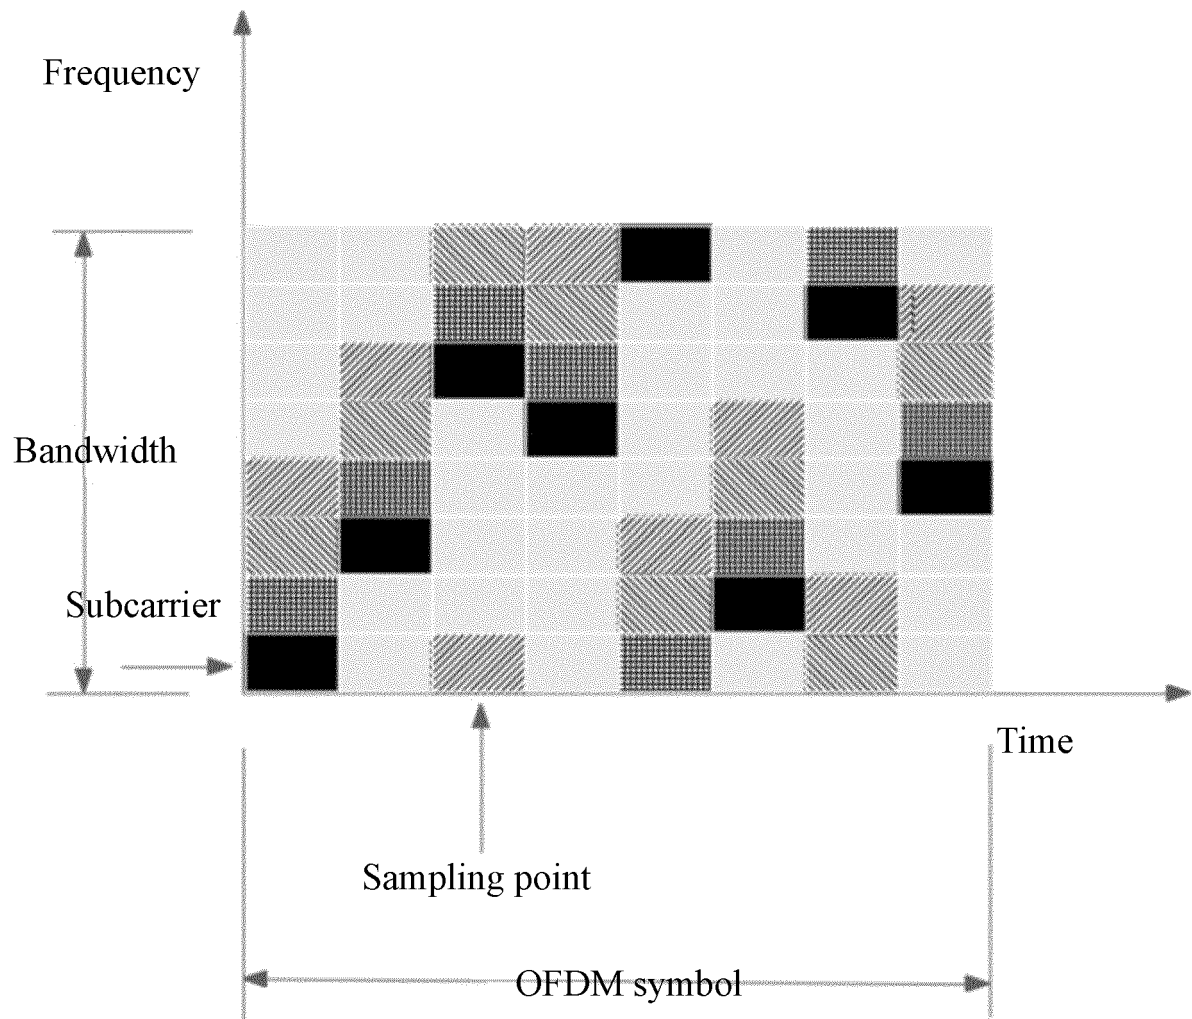 Frequency
Bandwidth
Subcarrier
Time
Sampling point
OFDM symbol